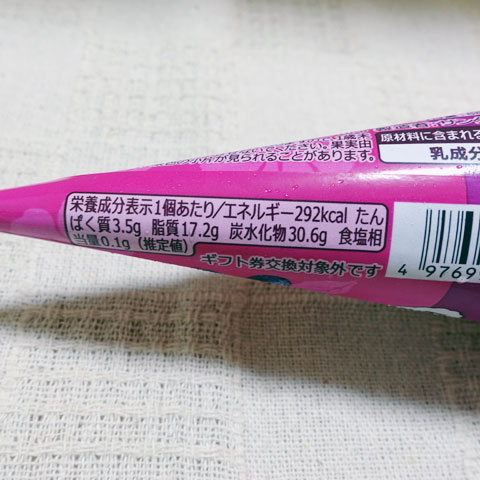 ください。果実由
が見られることがあります。
原材料に含まれる
乳成分
栄養成分表示1個あたり/エネルギー292kcal たん
ぱく質3.5g 脂質17.2g 炭水化物30.6g 食塩相
当量0.1g(推定値)
ギフト券交換対象外です
4 9769